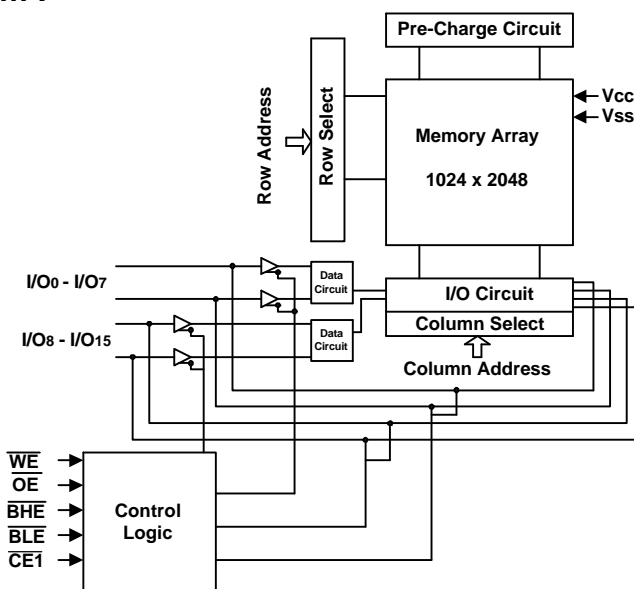 Pre-Charge Circuit
Vcc
Vss
Memory Array
1024 x 2048
Row Address
Row Select
I/O0 - I/O7
Data
Circuit
I/O Circuit
Column Select
I/O8 - I/O15
Data
Circuit
Column Address
WE
OE
BHE
BLE
CE1
Control
Logic